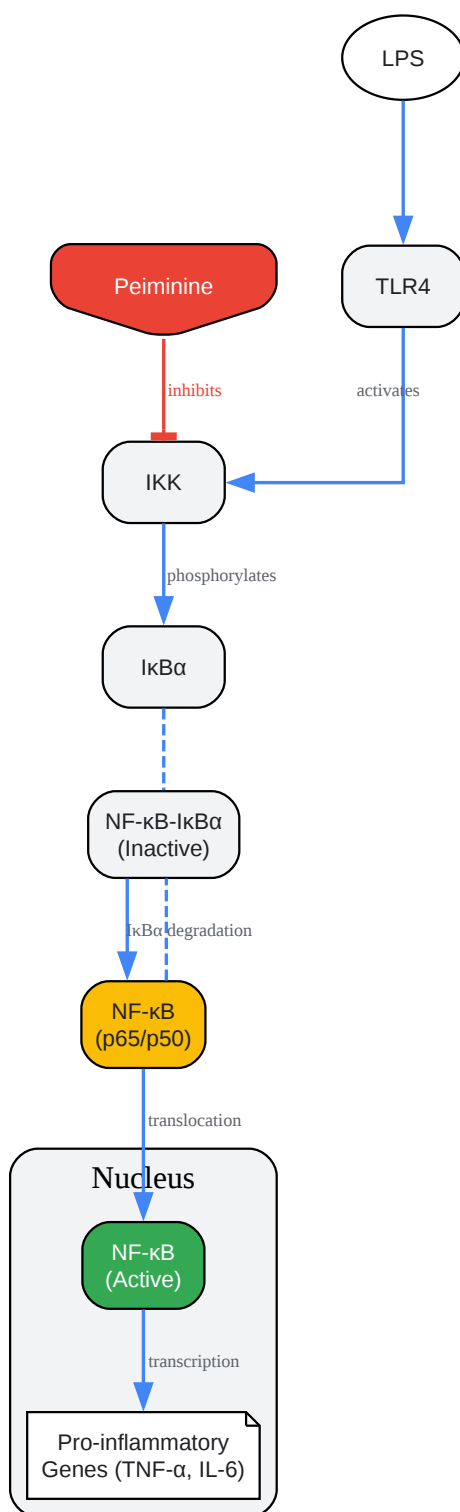 LPS
TLR4
Peiminine
inhibits
activates
IKK
phosphorylates
IκBα
NF-κB-IκBα
(Inactive)
IκBα degradation
NF-κB
(p65/p50)
translocation
Nucleus
NF-κB
(Active)
transcription
Pro-inflammatory
Genes (TNF-α, IL-6)